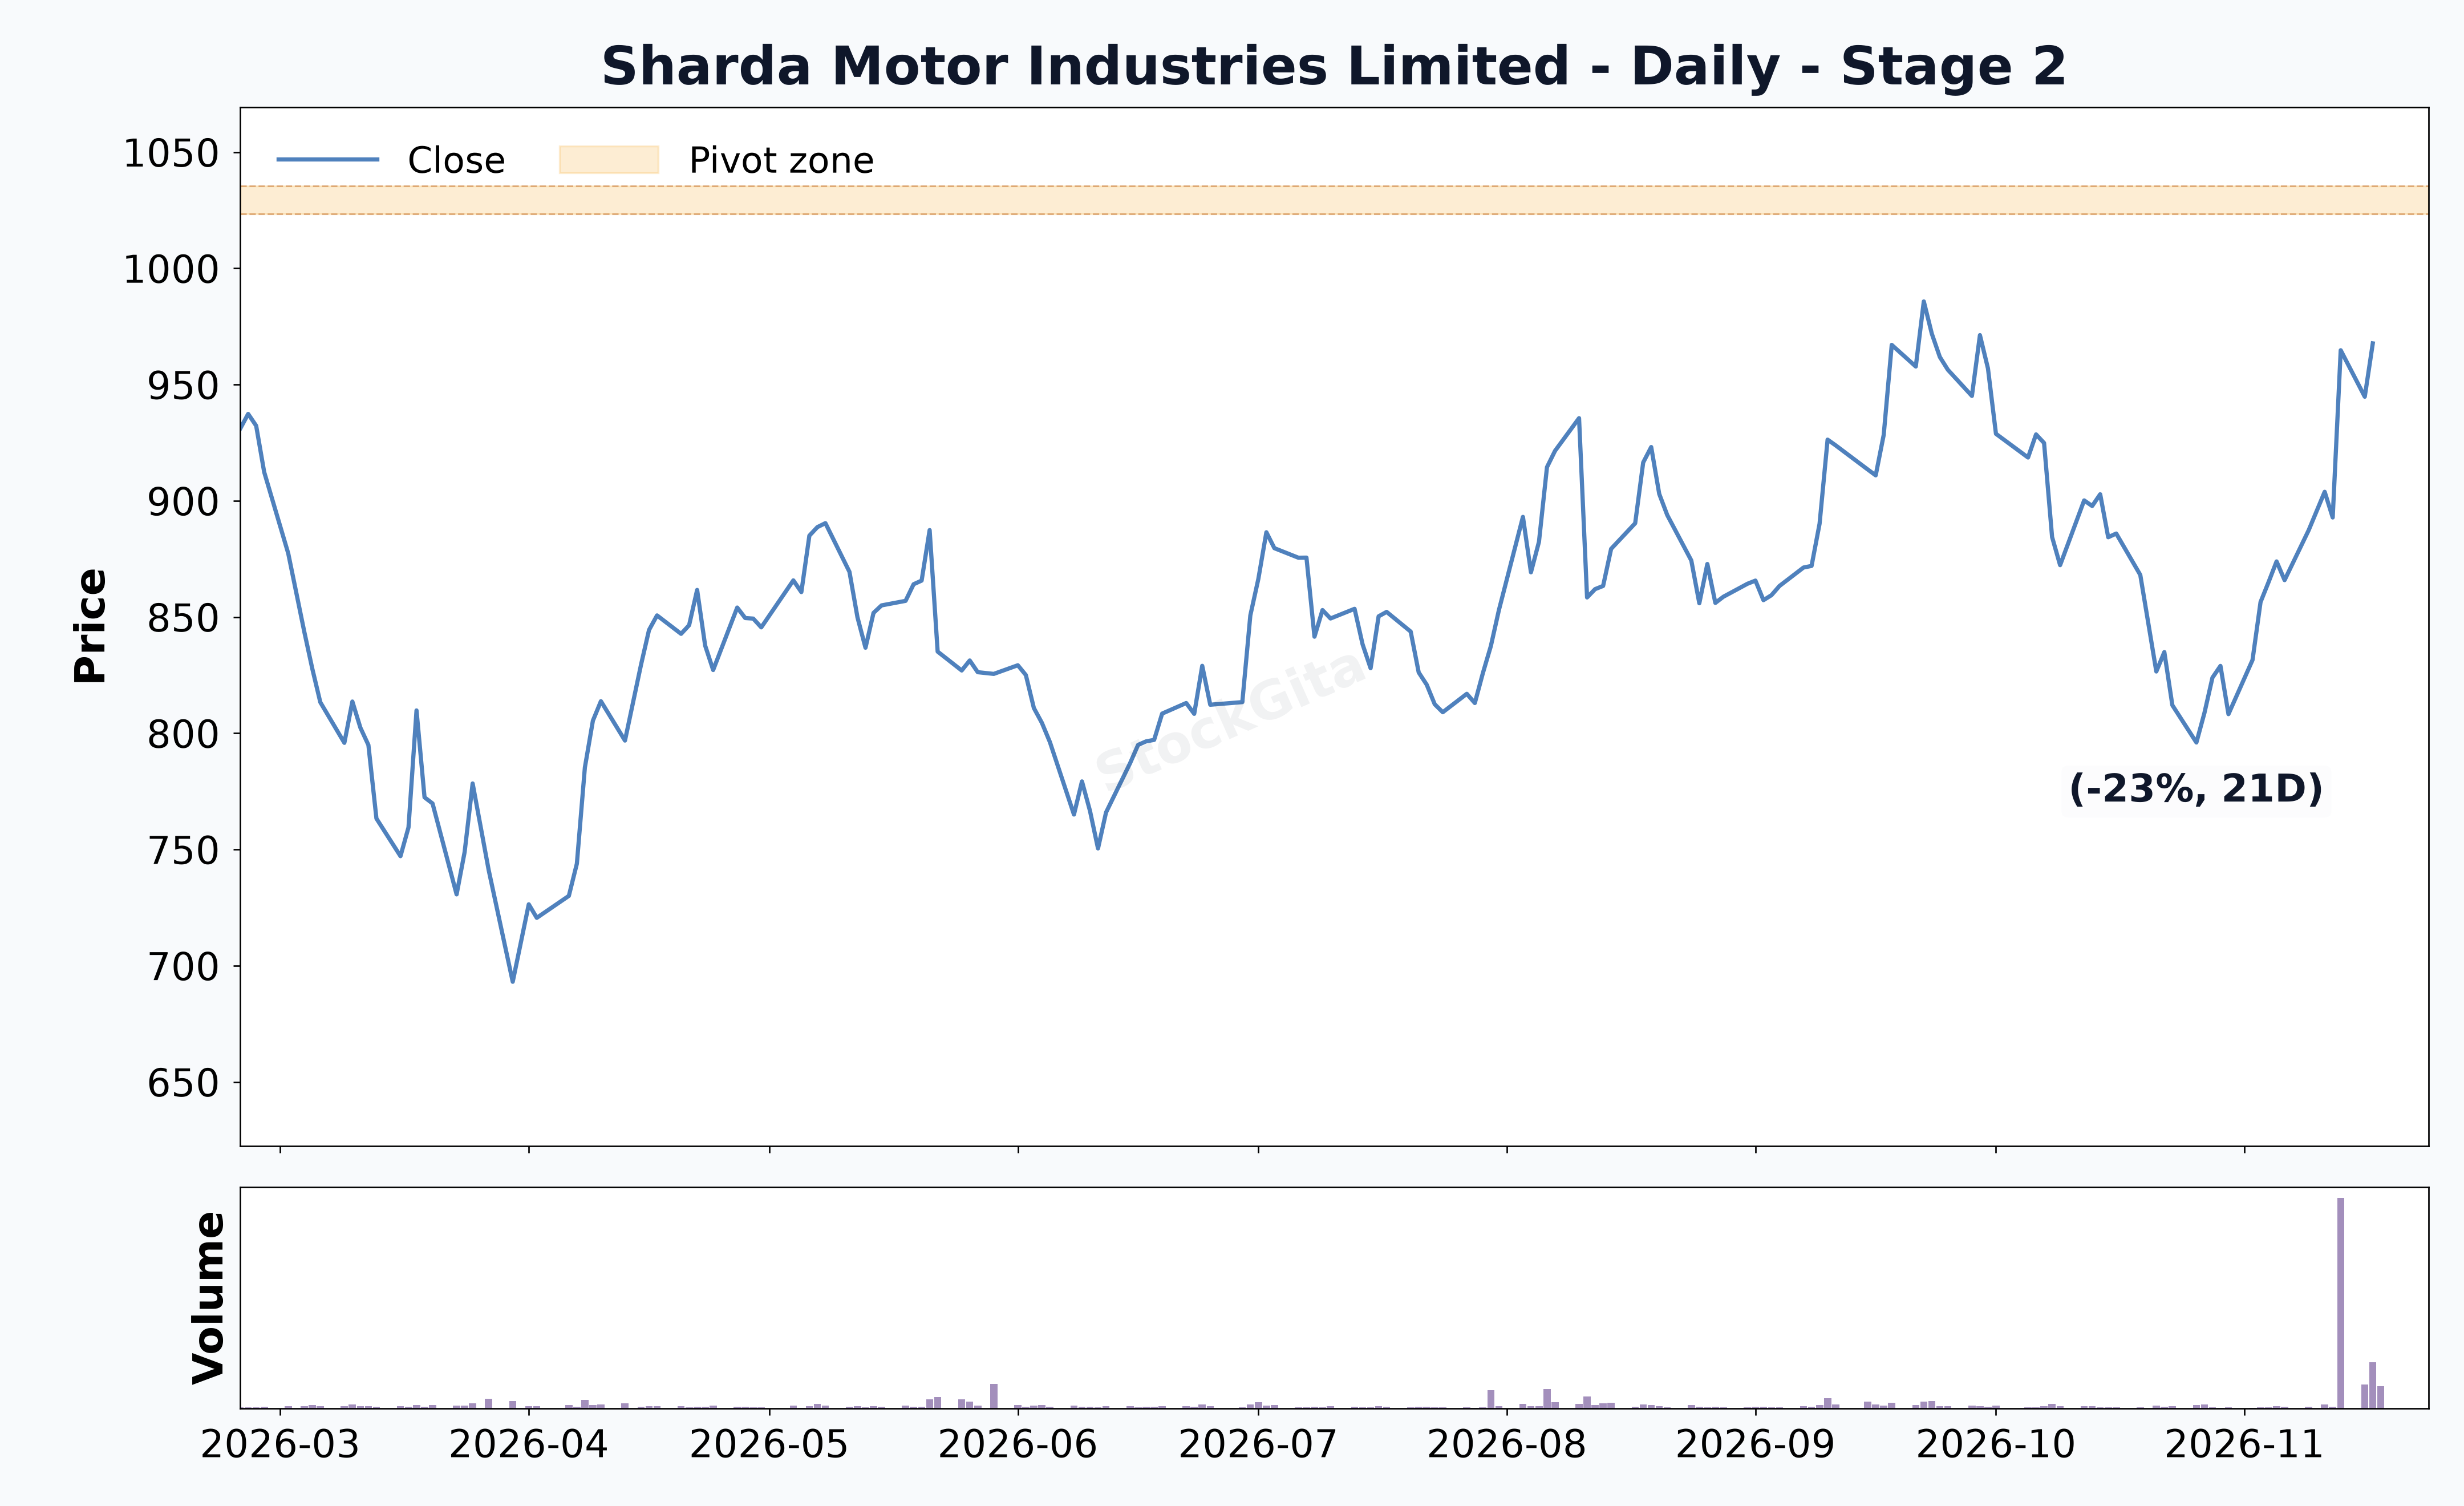 Sharda Motor Industries Limited - Daily - Stage 2
Close
Pivot zone
1050
1000
950
900
850
800
750
700
650
Price
StockGita
(-23%, 21D)
Volume
2026-03
2026-04
2026-05
2026-06
2026-07
2026-08
2026-09
2026-10
2026-11